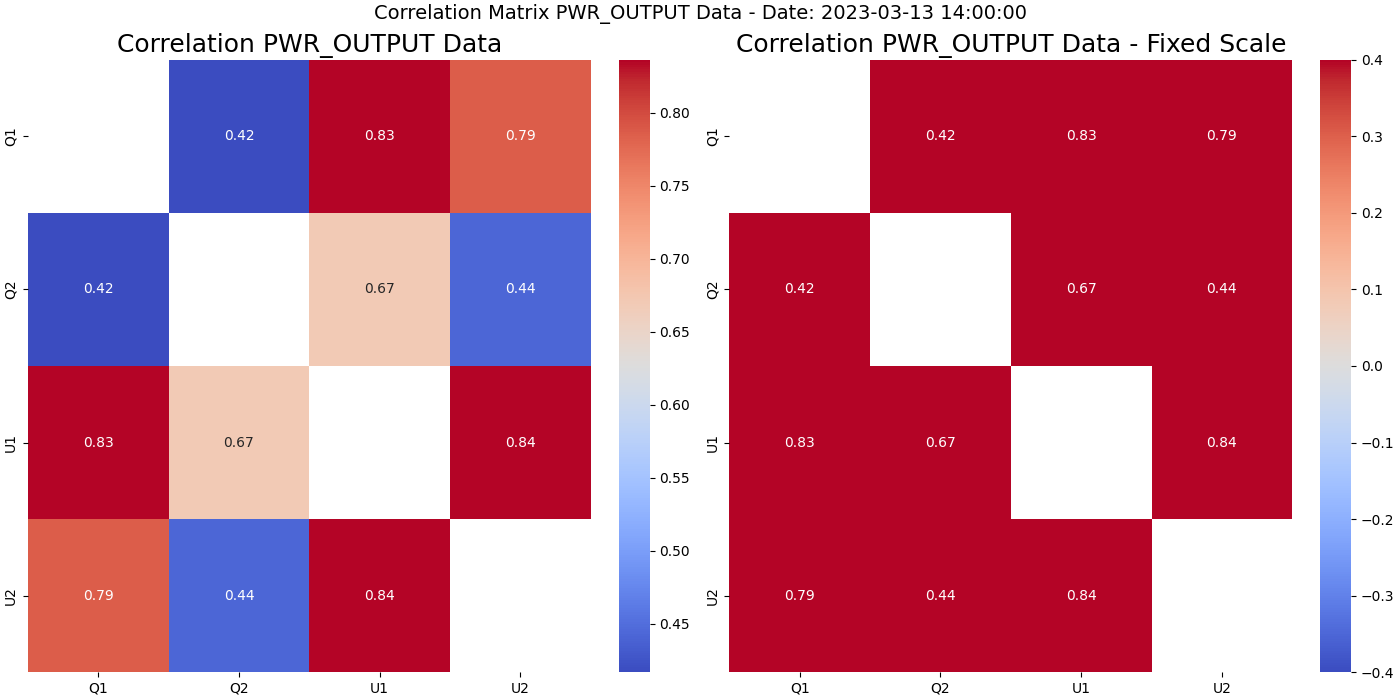 Correlation Matrix PWR_OUTPUT Data - Date: 2023-03-13 14:00:00
Correlation PWR_OUTPUT Data
Q1
0.42
0.83
0.79
Q2
0.42
0.67
0.44
U1
0.83
0.67
0.84
U2
0.79
0.44
0.84
Q1
Q2
U1
U2
0.80
0.75
0.70
0.65
0.60
0.55
0.50
0.45
Correlation PWR_OUTPUT Data - Fixed Scale
Q1
0.42
0.83
0.79
Q2
0.42
0.67
0.44
U1
0.83
0.67
0.84
U2
0.79
0.44
0.84
Q1
Q2
U1
U2
0.4
0.3
0.2
0.1
0.0
−0.1
−0.2
−0.3
−0.4